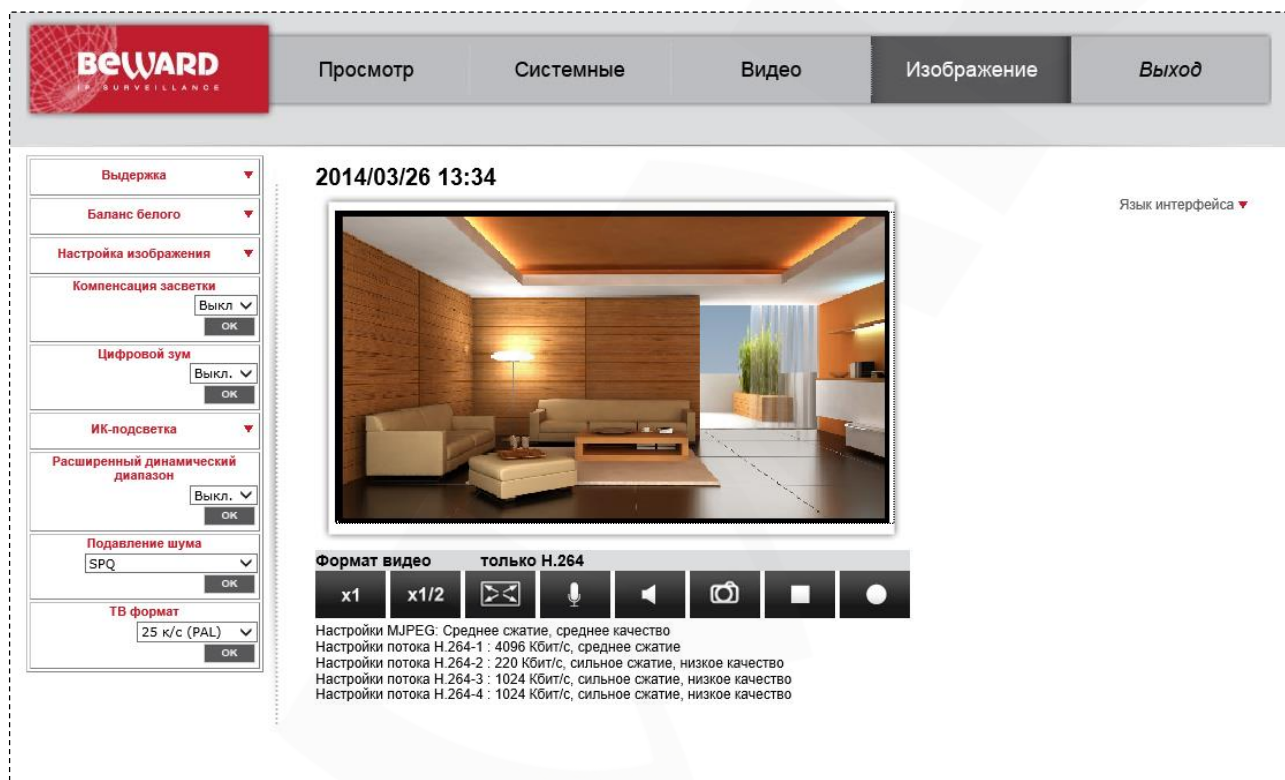 BEWARD
IP SURVEILLANCE
Просмотр
Системные
Видео
Изображение
Выход
Выдержка
Баланс белого
Настройка изображения
Компенсация засветки
Выкл
OK
Цифровой зум
Выкл.
OK
ИК-подсветка
Расширенный динамический
диапазон
Выкл.
OK
Подавление шума
SPQ
OK
ТВ формат
25 к/с (PAL)
OK
2014/03/26 13:34
Язык интерфейса
Формат видео только H.264
x1
x1/2
Настройки MJPEG: Среднее сжатие, среднее качество
Настройки потока H.264-1 : 4096 Кбит/с, среднее сжатие
Настройки потока H.264-2 : 220 Кбит/с, сильное сжатие, низкое качество
Настройки потока H.264-3 : 1024 Кбит/с, сильное сжатие, низкое качество
Настройки потока H.264-4 : 1024 Кбит/с, сильное сжатие, низкое качество